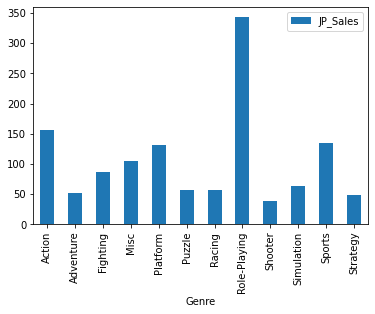 350
300
250
200
150
100
50
0
JP_Sales
Action
Adventure
Fighting
Misc
Platform
Puzzle
Racing
Role-Playing
Shooter
Simulation
Sports
Strategy
Genre